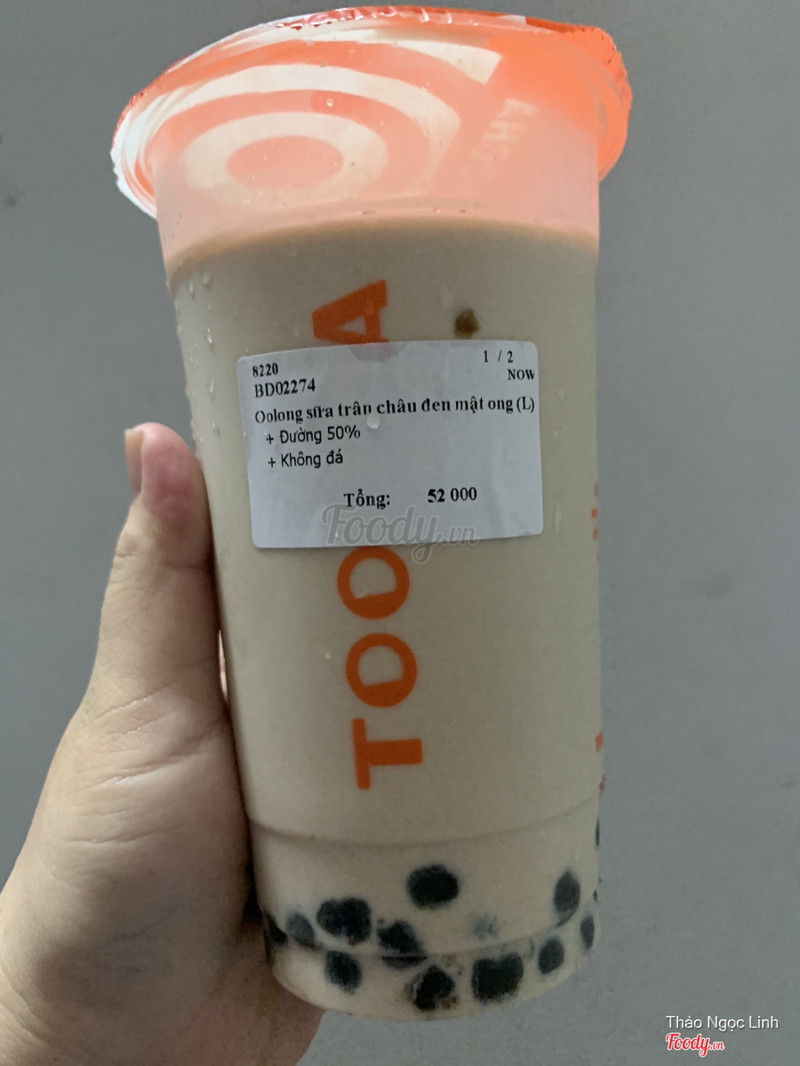 8220
1 / 2
BD02274
NOW
Oolong sữa trân châu đen mật ong (L)
+ Đường 50%
+ Không đá
Tổng: 52 000
Foody.vn
Thảo Ngọc Linh
Foody.vn